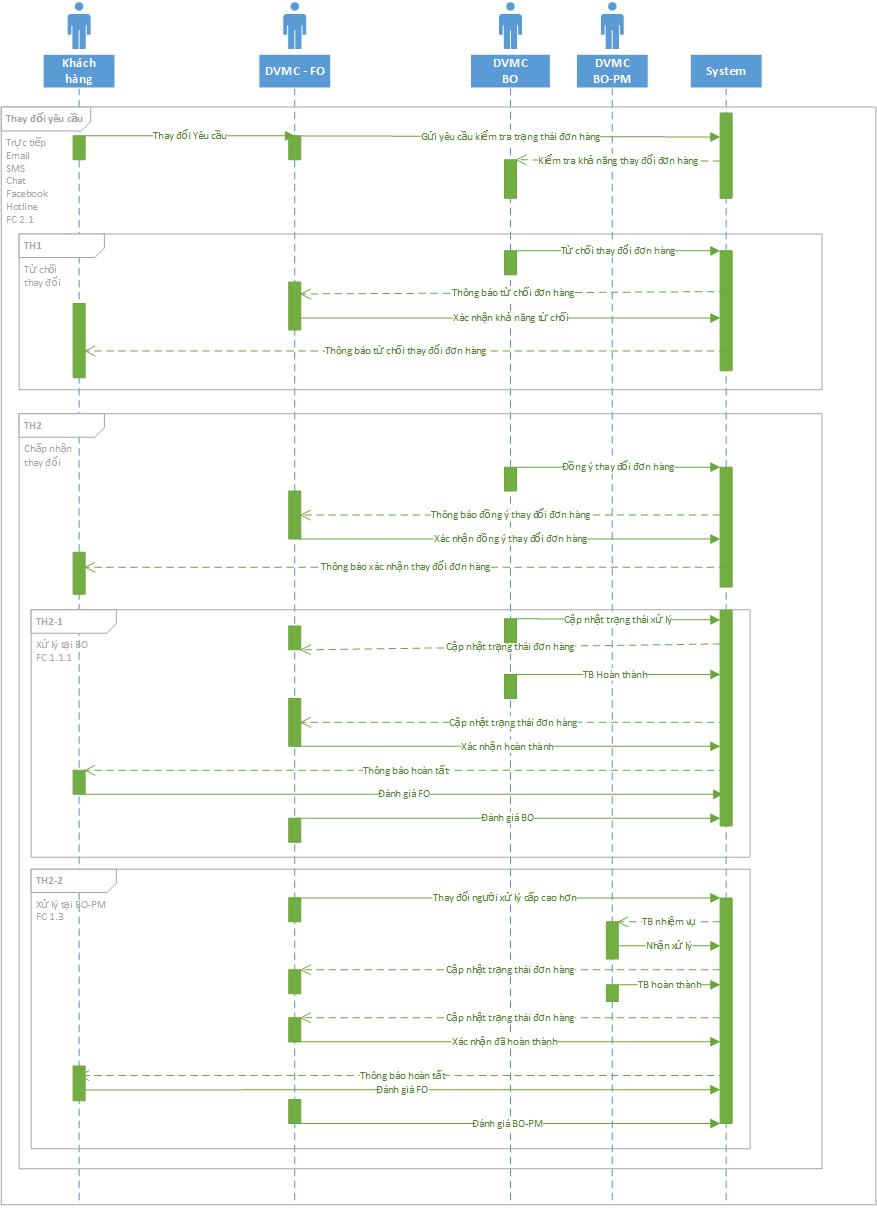 Khách
hàng
DVMC - FO
DVMC
BO
DVMC
BO-PM
System
Thay đổi yêu cầu
Trực tiếp
Email
SMS
Chat
Facebook
Hotline
FC 2.1
Thay đổi Yêu cầu
Gửi yêu cầu kiểm tra trạng thái đơn hàng
Kiểm tra khả năng thay đổi đơn hàng
TH1
Từ chối
thay đổi
Từ chối thay đổi đơn hàng
Thông báo từ chối đơn hàng
Xác nhận khả năng từ chối
Thông báo từ chối thay đổi đơn hàng
TH2
Chấp nhận
thay đổi
Đồng ý thay đổi đơn hàng
Thông báo đồng ý thay đổi đơn hàng
Xác nhận đồng ý thay đổi đơn hàng
Thông báo xác nhận thay đổi đơn hàng
TH2-1
Xử lý tại BO
FC 1.1.1
Cập nhật trạng thái xử lý
Cập nhật trạng thái đơn hàng
TB Hoàn thành
Cập nhật trạng thái đơn hàng
Xác nhận hoàn thành
Thông báo hoàn tất
Đánh giá FO
Đánh giá BO
TH2-2
Xử lý tại BO-PM
FC 1.3
Thay đổi người xử lý cấp cao hơn
TB nhiệm vụ
Nhận xử lý
Cập nhật trạng thái đơn hàng
TB hoàn thành
Cập nhật trạng thái đơn hàng
Xác nhận đã hoàn thành
Thông báo hoàn tất
Đánh giá FO
Đánh giá BO-PM